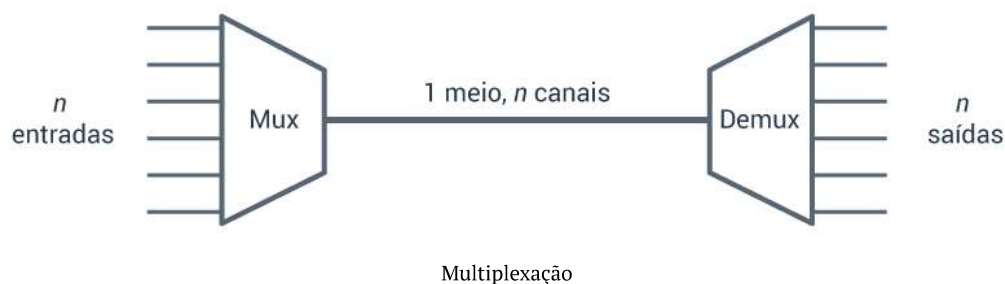 n
entradas
Mux
1 meio, n canais
Demux
n
saídas
Multiplexação